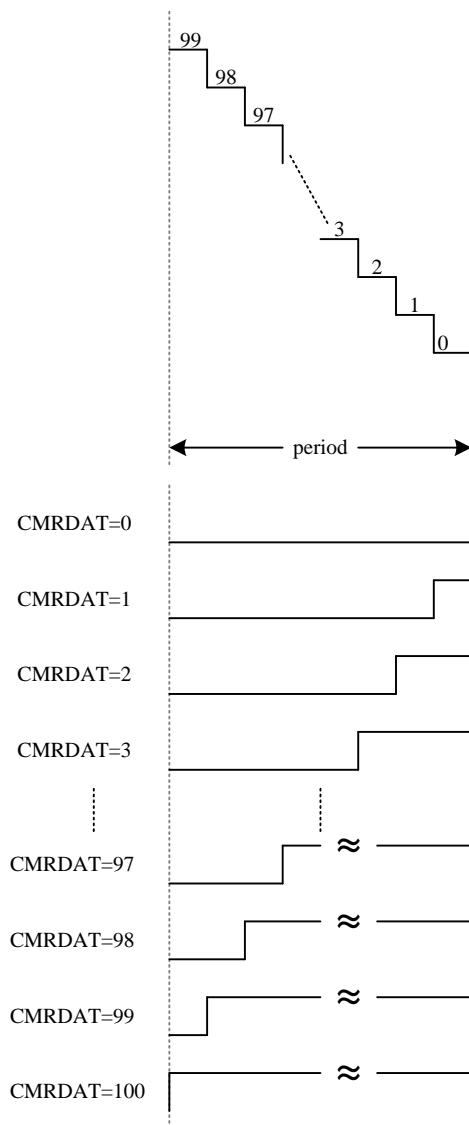 99
98
97
3
2
1
0
period
CMRDAT=0
CMRDAT=1
CMRDAT=2
CMRDAT=3
CMRDAT=97
≈
CMRDAT=98
≈
CMRDAT=99
≈
CMRDAT=100
≈